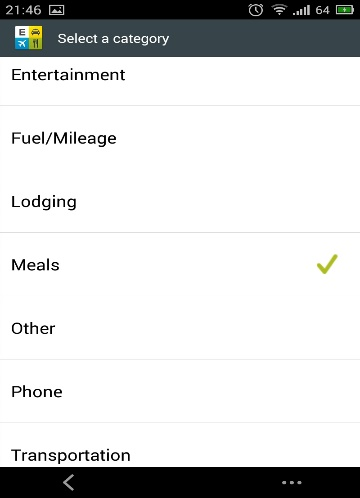 21:46
64
E
Select a category
Entertainment
Fuel/Mileage
Lodging
Meals
Other
Phone
Transportation